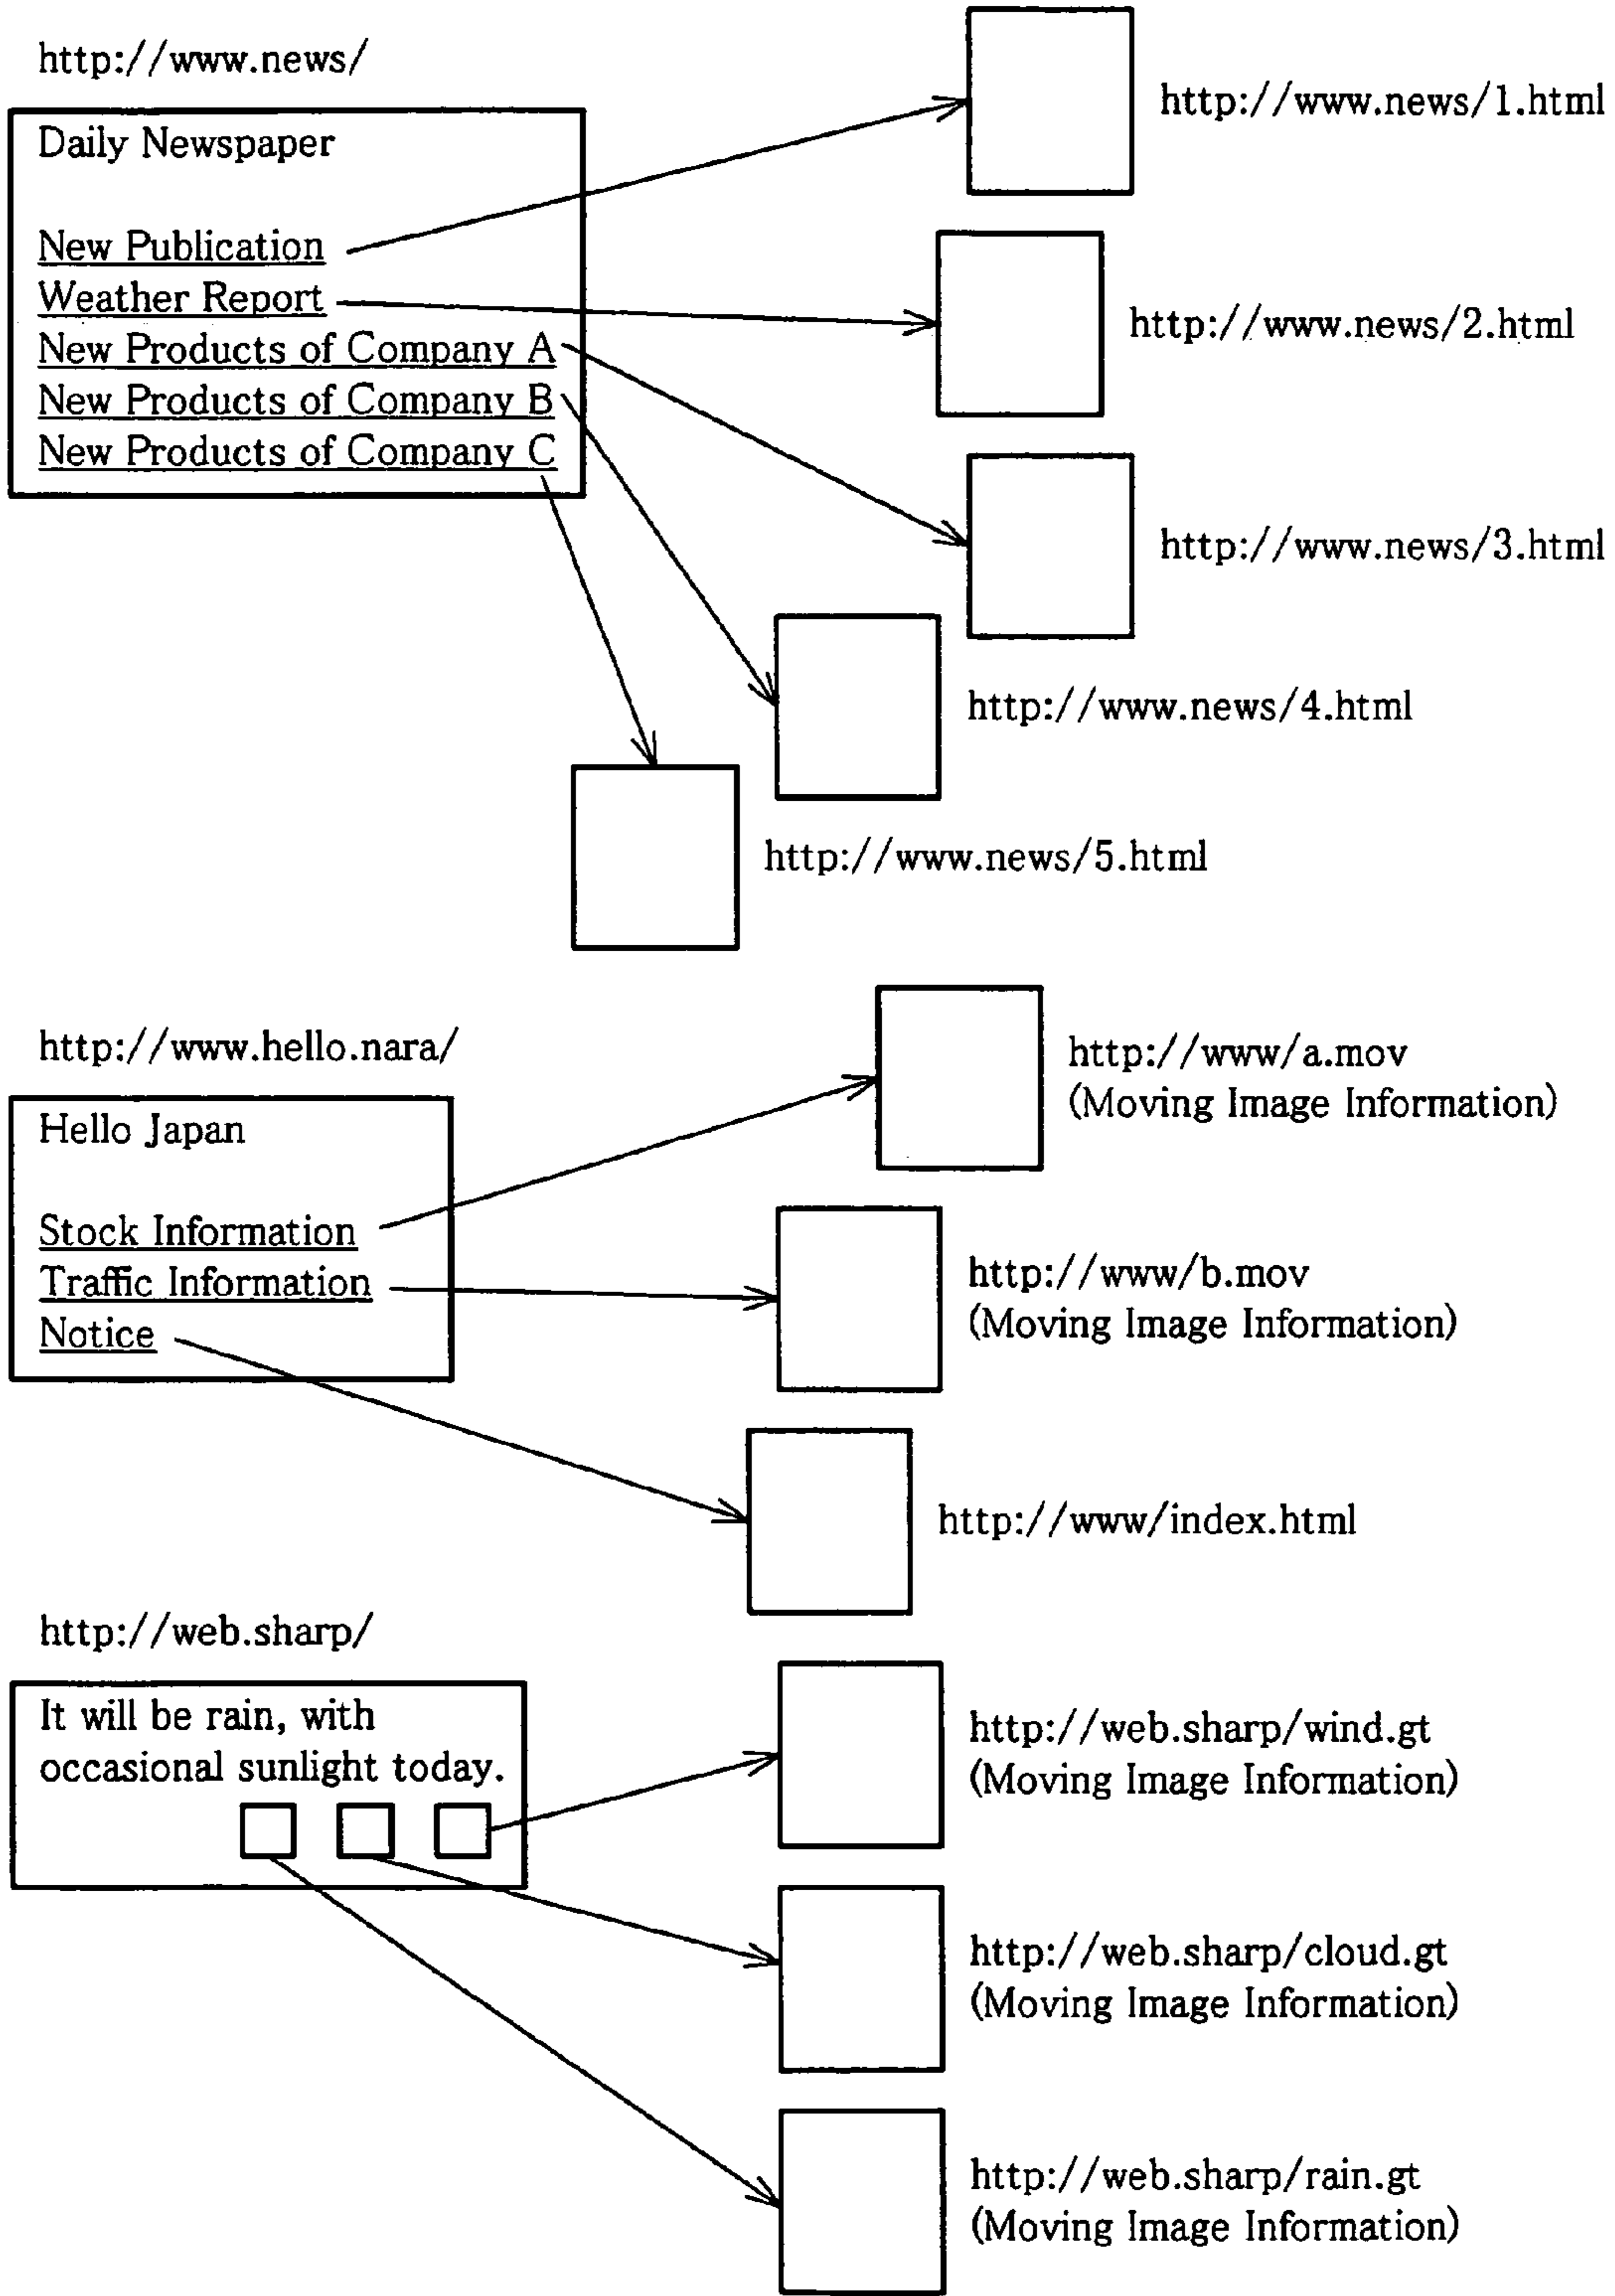 http://www.news/
Daily Newspaper
New Publication
Weather Report
New Products of Company A
New Products of Company B
New Products of Company C
http://www.news/1.html
http://www.news/2.html
http://www.news/3.html
http://www.news/4.html
http://www.news/5.html
http://www.hello.nara/
Hello Japan
Stock Information
Traffic Information
Notice
http://www/a.mov
(Moving Image Information)
http://www/b.mov
(Moving Image Information)
http://www/index.html
http://web.sharp/
It will be rain, with
occasional sunlight today.
http://web.sharp/wind.gt
(Moving Image Information)
http://web.sharp/cloud.gt
(Moving Image Information)
http://web.sharp/rain.gt
(Moving Image Information)